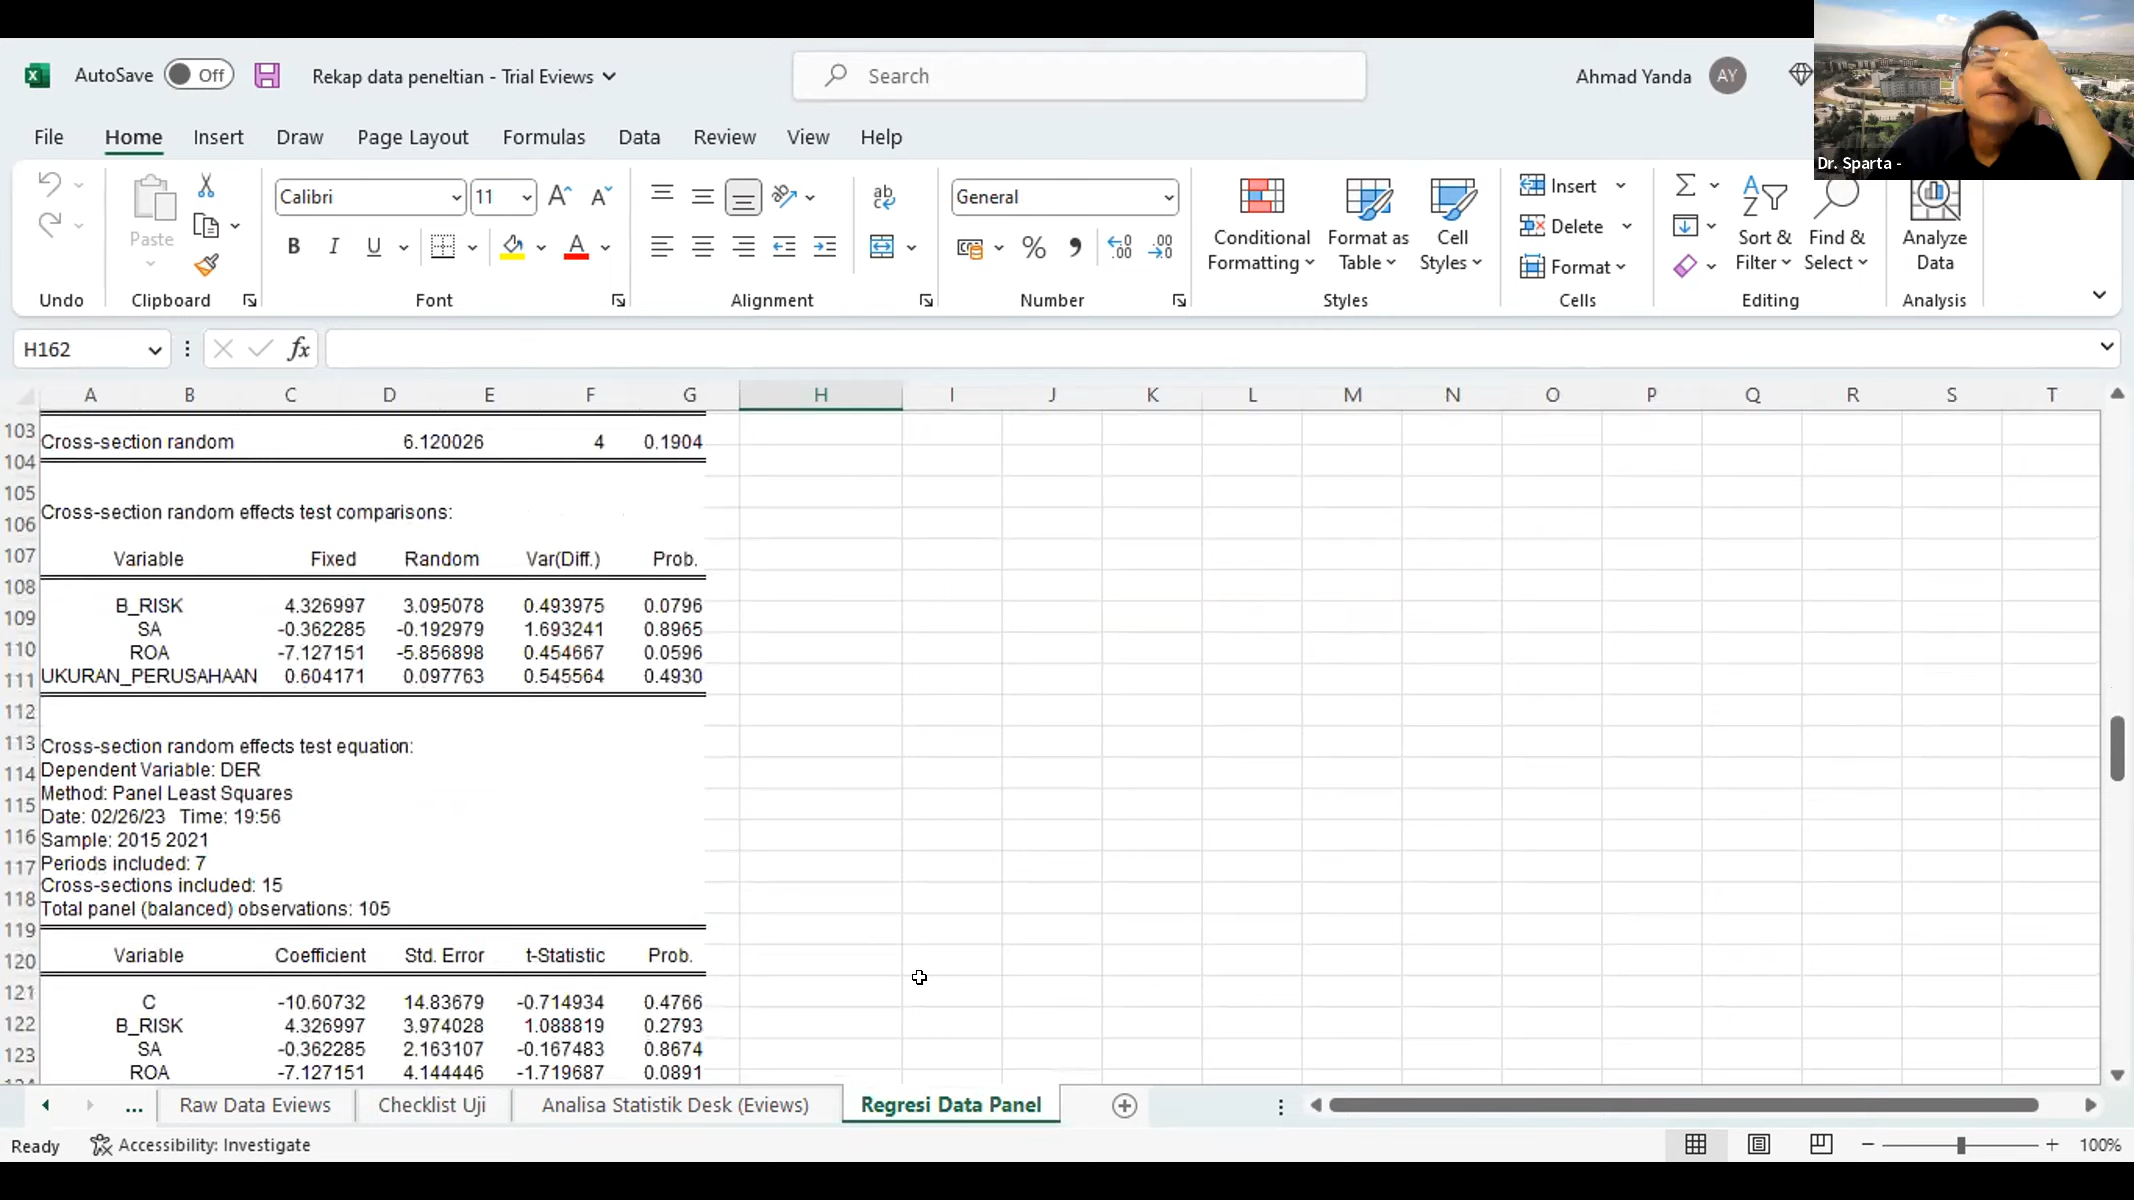 AutoSave Off Rekap data peneltian - Trial Eviews Search Ahmad Yanda AY
File Home Insert Draw Page Layout Formulas Data Review View Help
Dr. Sparta -
Paste Calibri 11 A A ab General Conditional Formatting Format as Table Cell Styles Insert Delete Format Sort & Filter Find & Select Analyze Data
B I U A % .00 .00
Undo Clipboard Font Alignment Number Styles Cells Editing Analysis
H162 fx
A B C D E F G H I J K L M N O P Q R S T
103 Cross-section random 6.120026 4 0.1904
104
105
106 Cross-section random effects test comparisons:
107 Variable Fixed Random Var(Diff.) Prob.
108 B_RISK 4.326997 3.095078 0.493975 0.0796
109 SA -0.362285 -0.192979 1.693241 0.8965
110 ROA -7.127151 -5.856898 0.454667 0.0596
111 UKURAN_PERUSAHAAN 0.604171 0.097763 0.545564 0.4930
112
113 Cross-section random effects test equation:
114 Dependent Variable: DER
115 Method: Panel Least Squares
Date: 02/26/23 Time: 19:56
116 Sample: 2015 2021
117 Periods included: 7
118 Cross-sections included: 15
Total panel (balanced) observations: 105
119
120 Variable Coefficient Std. Error t-Statistic Prob.
121 C -10.60732 14.83679 -0.714934 0.4766
122 B_RISK 4.326997 3.974028 1.088819 0.2793
123 SA -0.362285 2.163107 -0.167483 0.8674
ROA -7.127151 4.144446 -1.719687 0.0891
... Raw Data Eviews Checklist Uji Analisa Statistik Desk (Eviews) Regresi Data Panel
Ready Accessibility: Investigate 100%